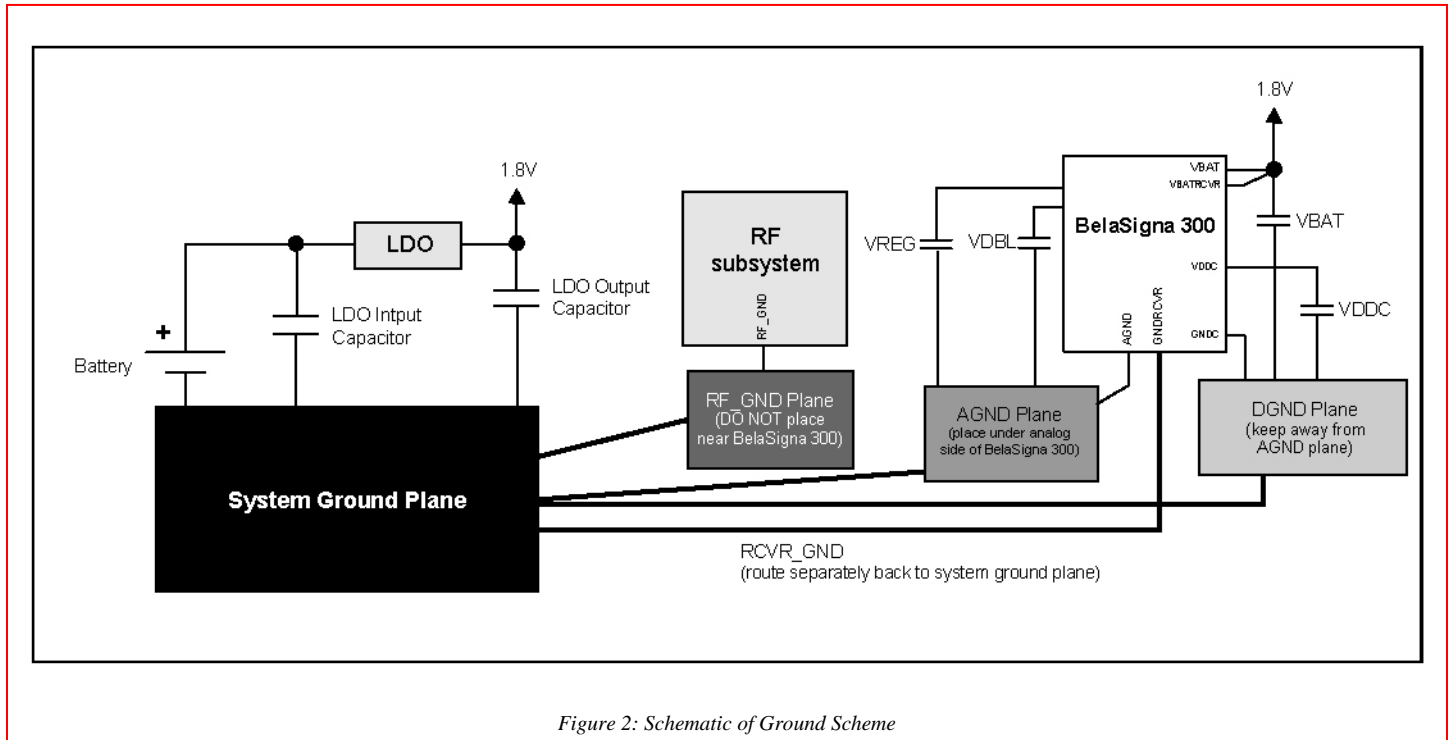 1.8V
VBAT
VBATRCVR
BelaSigna 300
VBAT
VDDC
VDDC
GNDC
AGND
GNDRCVR
1.8V
LDO
LDO Output
Capacitor
LDO Intput
Capacitor
+
Battery
RF
subsystem
RF_GND
VREG
VDBL
RF_GND Plane
(DO NOT place
near BelaSigna 300)
AGND Plane
(place under analog
side of BelaSigna 300)
DGND Plane
(keep away from
AGND plane)
System Ground Plane
RCVR_GND
(route separately back to system ground plane)
Figure 2: Schematic of Ground Scheme